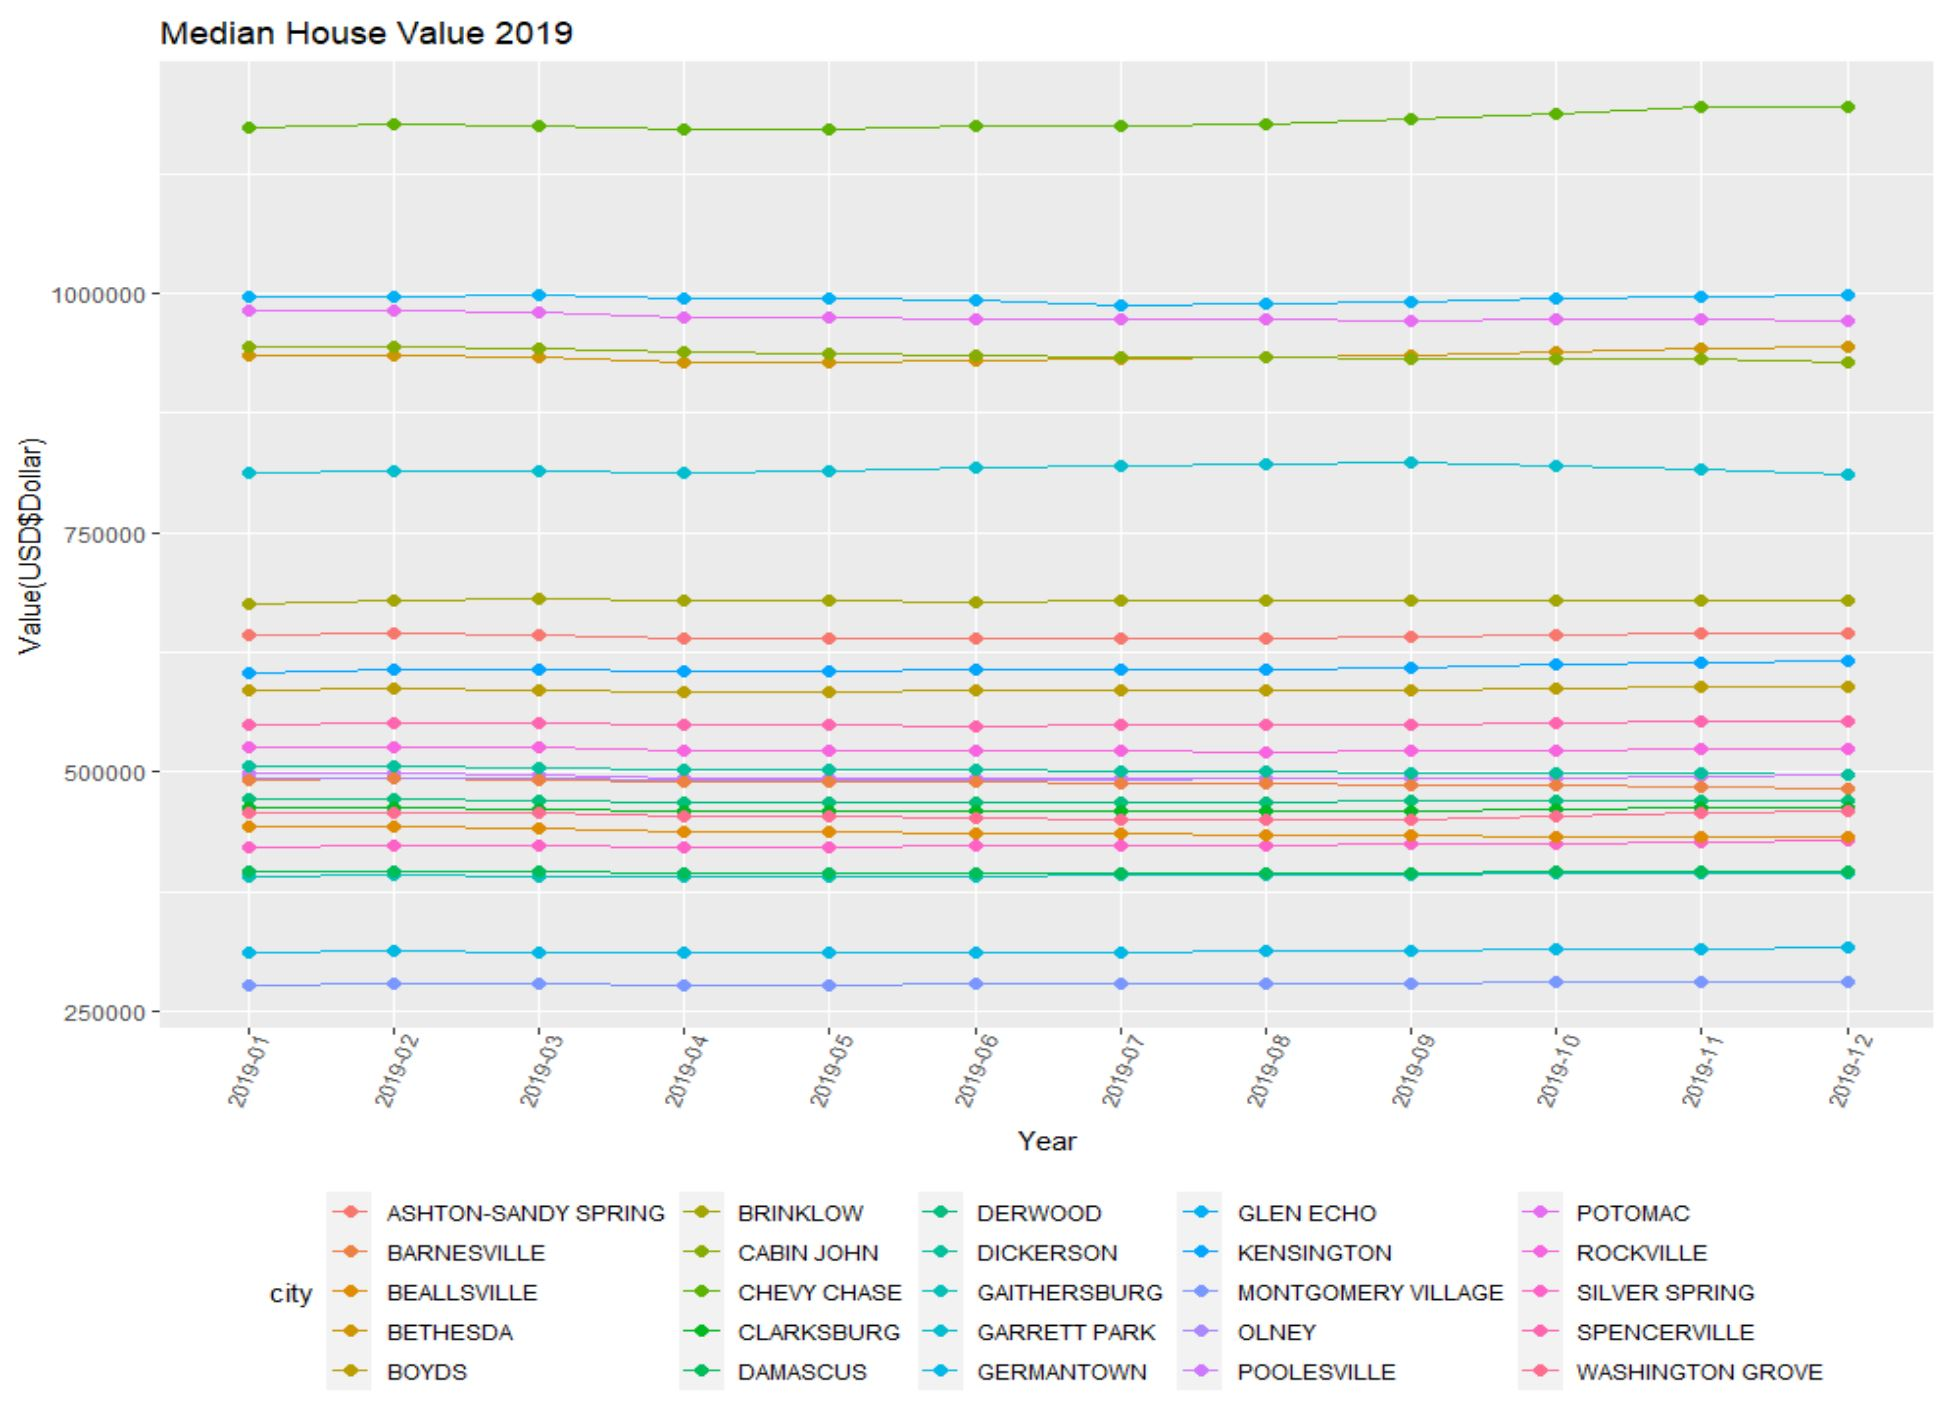 Median House Value 2019
Value(USD$Dollar)
1000000
750000
500000
250000
2019-01
2019-02
2019-03
2019-04
2019-05
2019-06
2019-07
2019-08
2019-09
2019-10
2019-11
2019-12
Year
city
ASHTON-SANDY SPRING
BARNESVILLE
BEALLSVILLE
BETHESDA
BOYDS
BRINKLOW
CABIN JOHN
CHEVY CHASE
CLARKSBURG
DAMASCUS
DERWOOD
DICKERSON
GAITHERSBURG
GARRETT PARK
GERMANTOWN
GLEN ECHO
KENSINGTON
MONTGOMERY VILLAGE
OLNEY
POOLESVILLE
POTOMAC
ROCKVILLE
SILVER SPRING
SPENCERVILLE
WASHINGTON GROVE